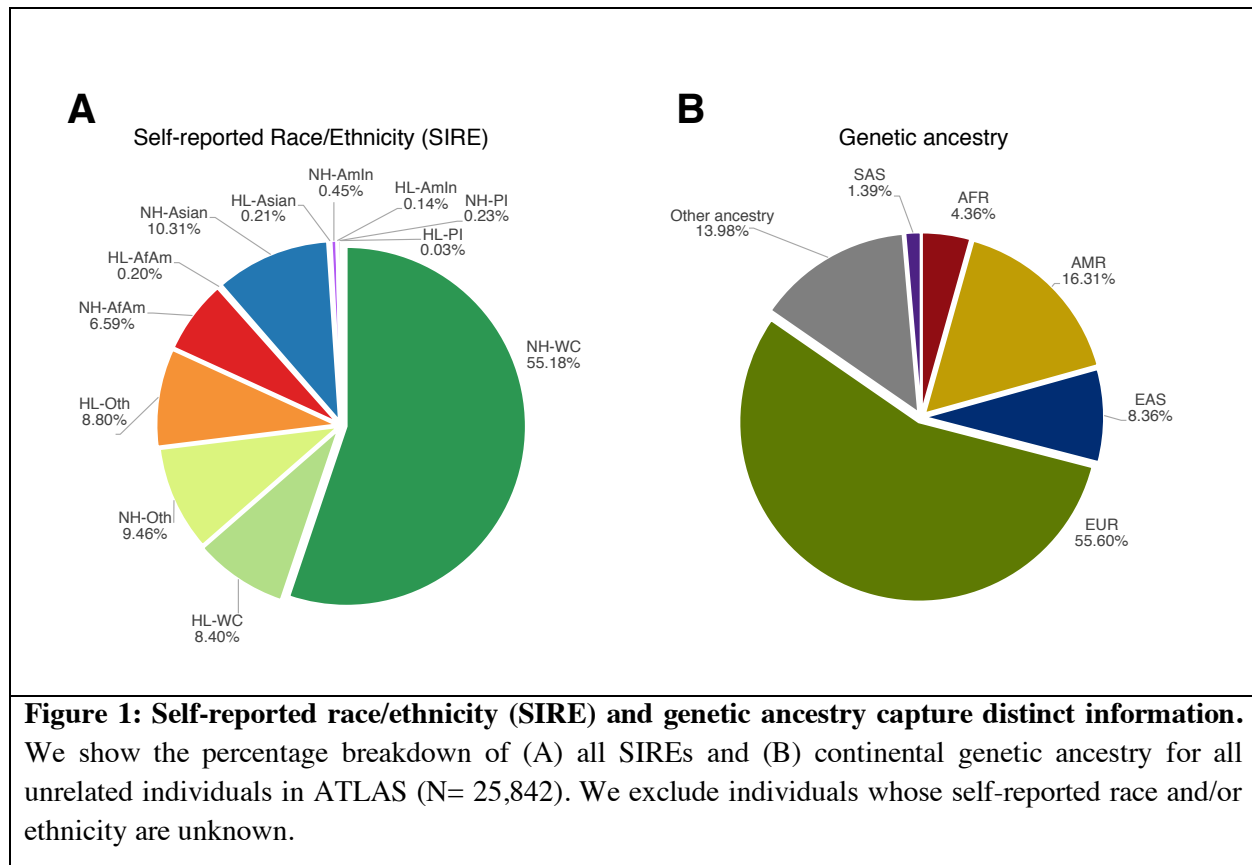 A
Self-reported Race/Ethnicity (SIRE)
NH-AmIn
0.45%
HL-AmIn
0.14%
HL-Asian
0.21%
NH-PI
0.23%
NH-Asian
10.31%
HL-PI
0.03%
HL-AfAm
0.20%
NH-AfAm
6.59%
NH-WC
55.18%
HL-Oth
8.80%
NH-Oth
9.46%
HL-WC
8.40%
B
Genetic ancestry
SAS
1.39%
AFR
4.36%
Other ancestry
13.98%
AMR
16.31%
EAS
8.36%
EUR
55.60%
Figure 1: Self-reported race/ethnicity (SIRE) and genetic ancestry capture distinct information.
We show the percentage breakdown of (A) all SIREs and (B) continental genetic ancestry for all
unrelated individuals in ATLAS (N= 25,842). We exclude individuals whose self-reported race and/or
ethnicity are unknown.